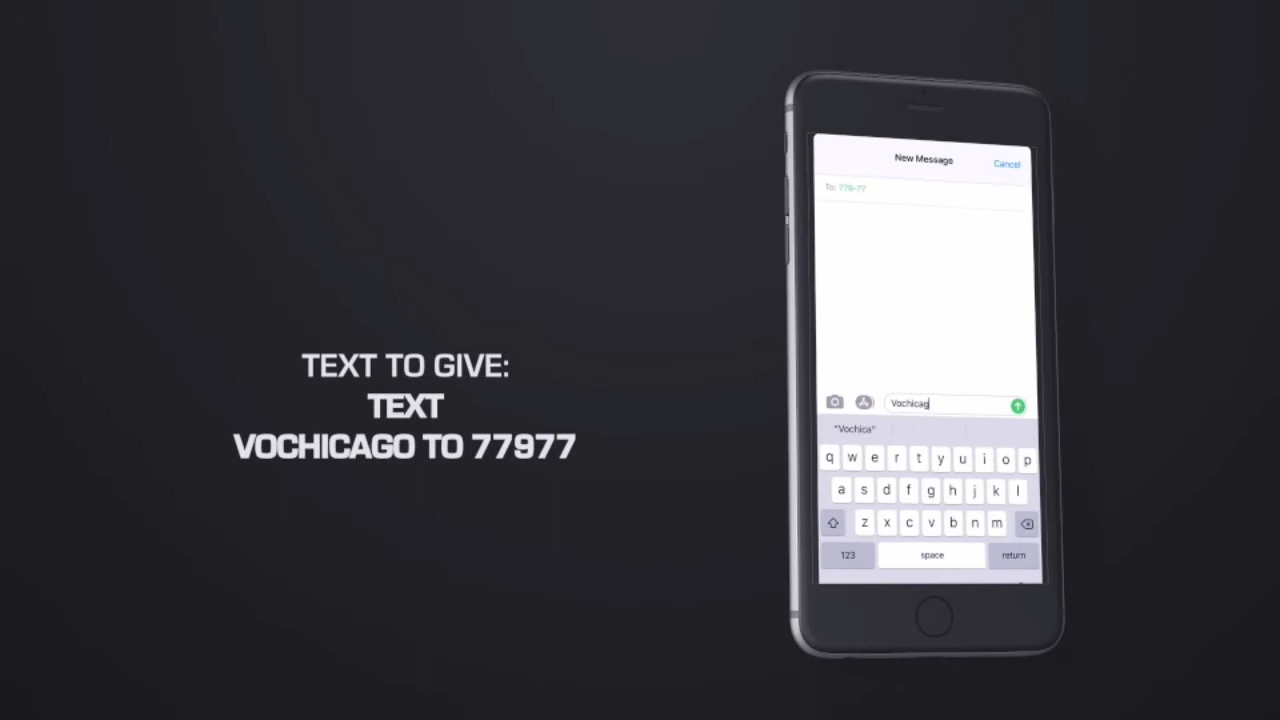 TEXT TO GIVE:
TEXT
VOCHICAGO TO 77977
New Message
Cancel
To: 779-77
Vochicag
"Vochica"
q w e r t y u i o p
a s d f g h j k l
z x c v b n m
123 space return